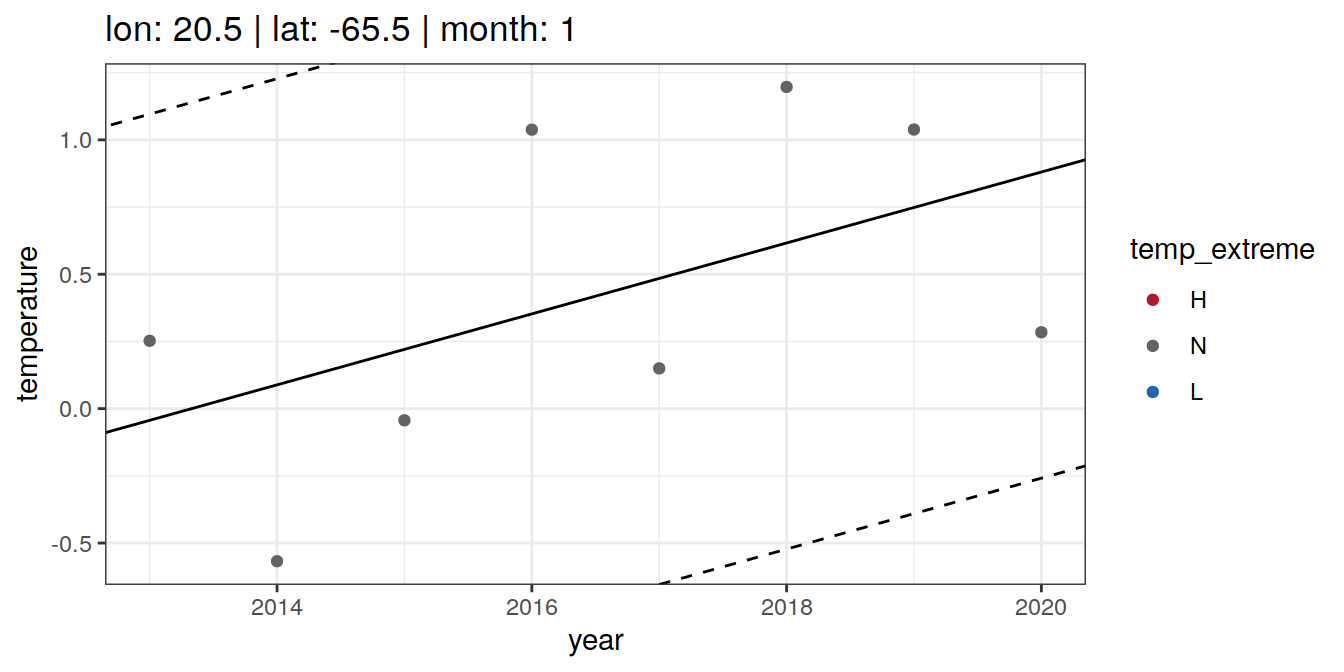 lon: 20.5 | lat: -65.5 | month: 1
temperature
1.0
0.5
0.0
-0.5
2014
2016
2018
2020
year
temp_extreme
H
N
L